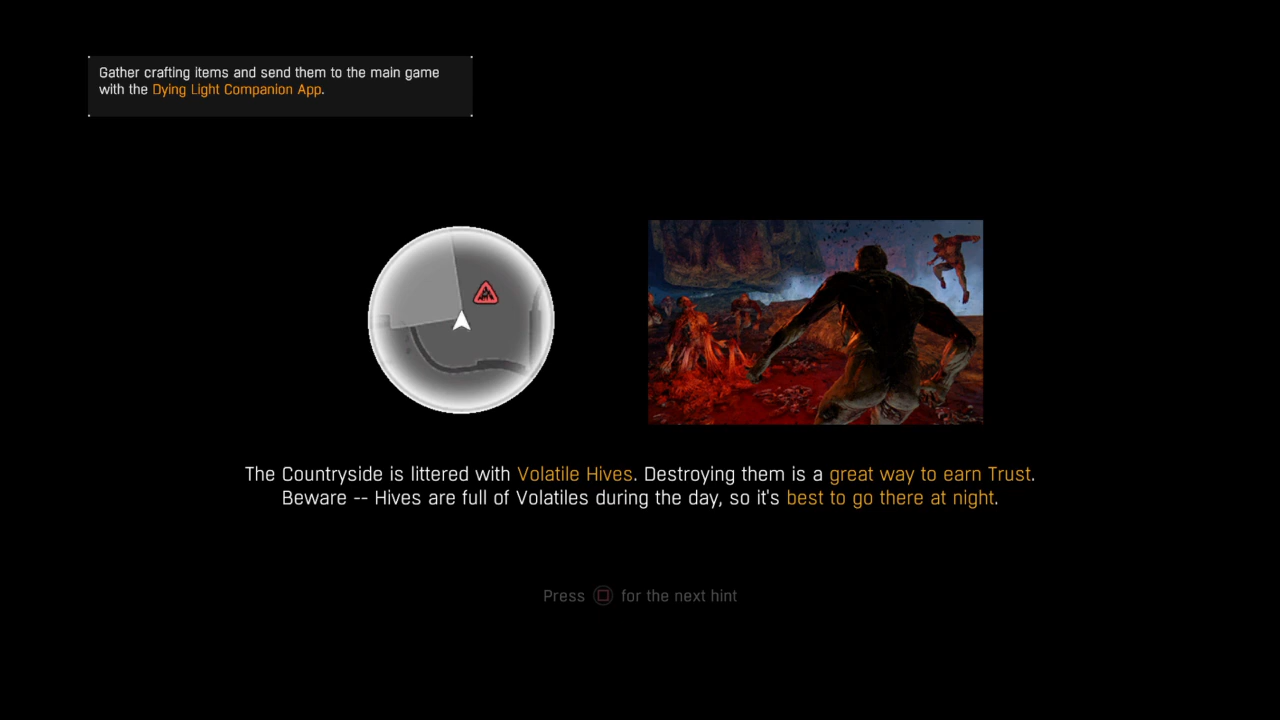 Gather crafting items and send them to the main game
with the Dying Light Companion App.
The Countryside is littered with Volatile Hives. Destroying them is a great way to earn Trust.
Beware -- Hives are full of Volatiles during the day, so it's best to go there at night.
Press for the next hint